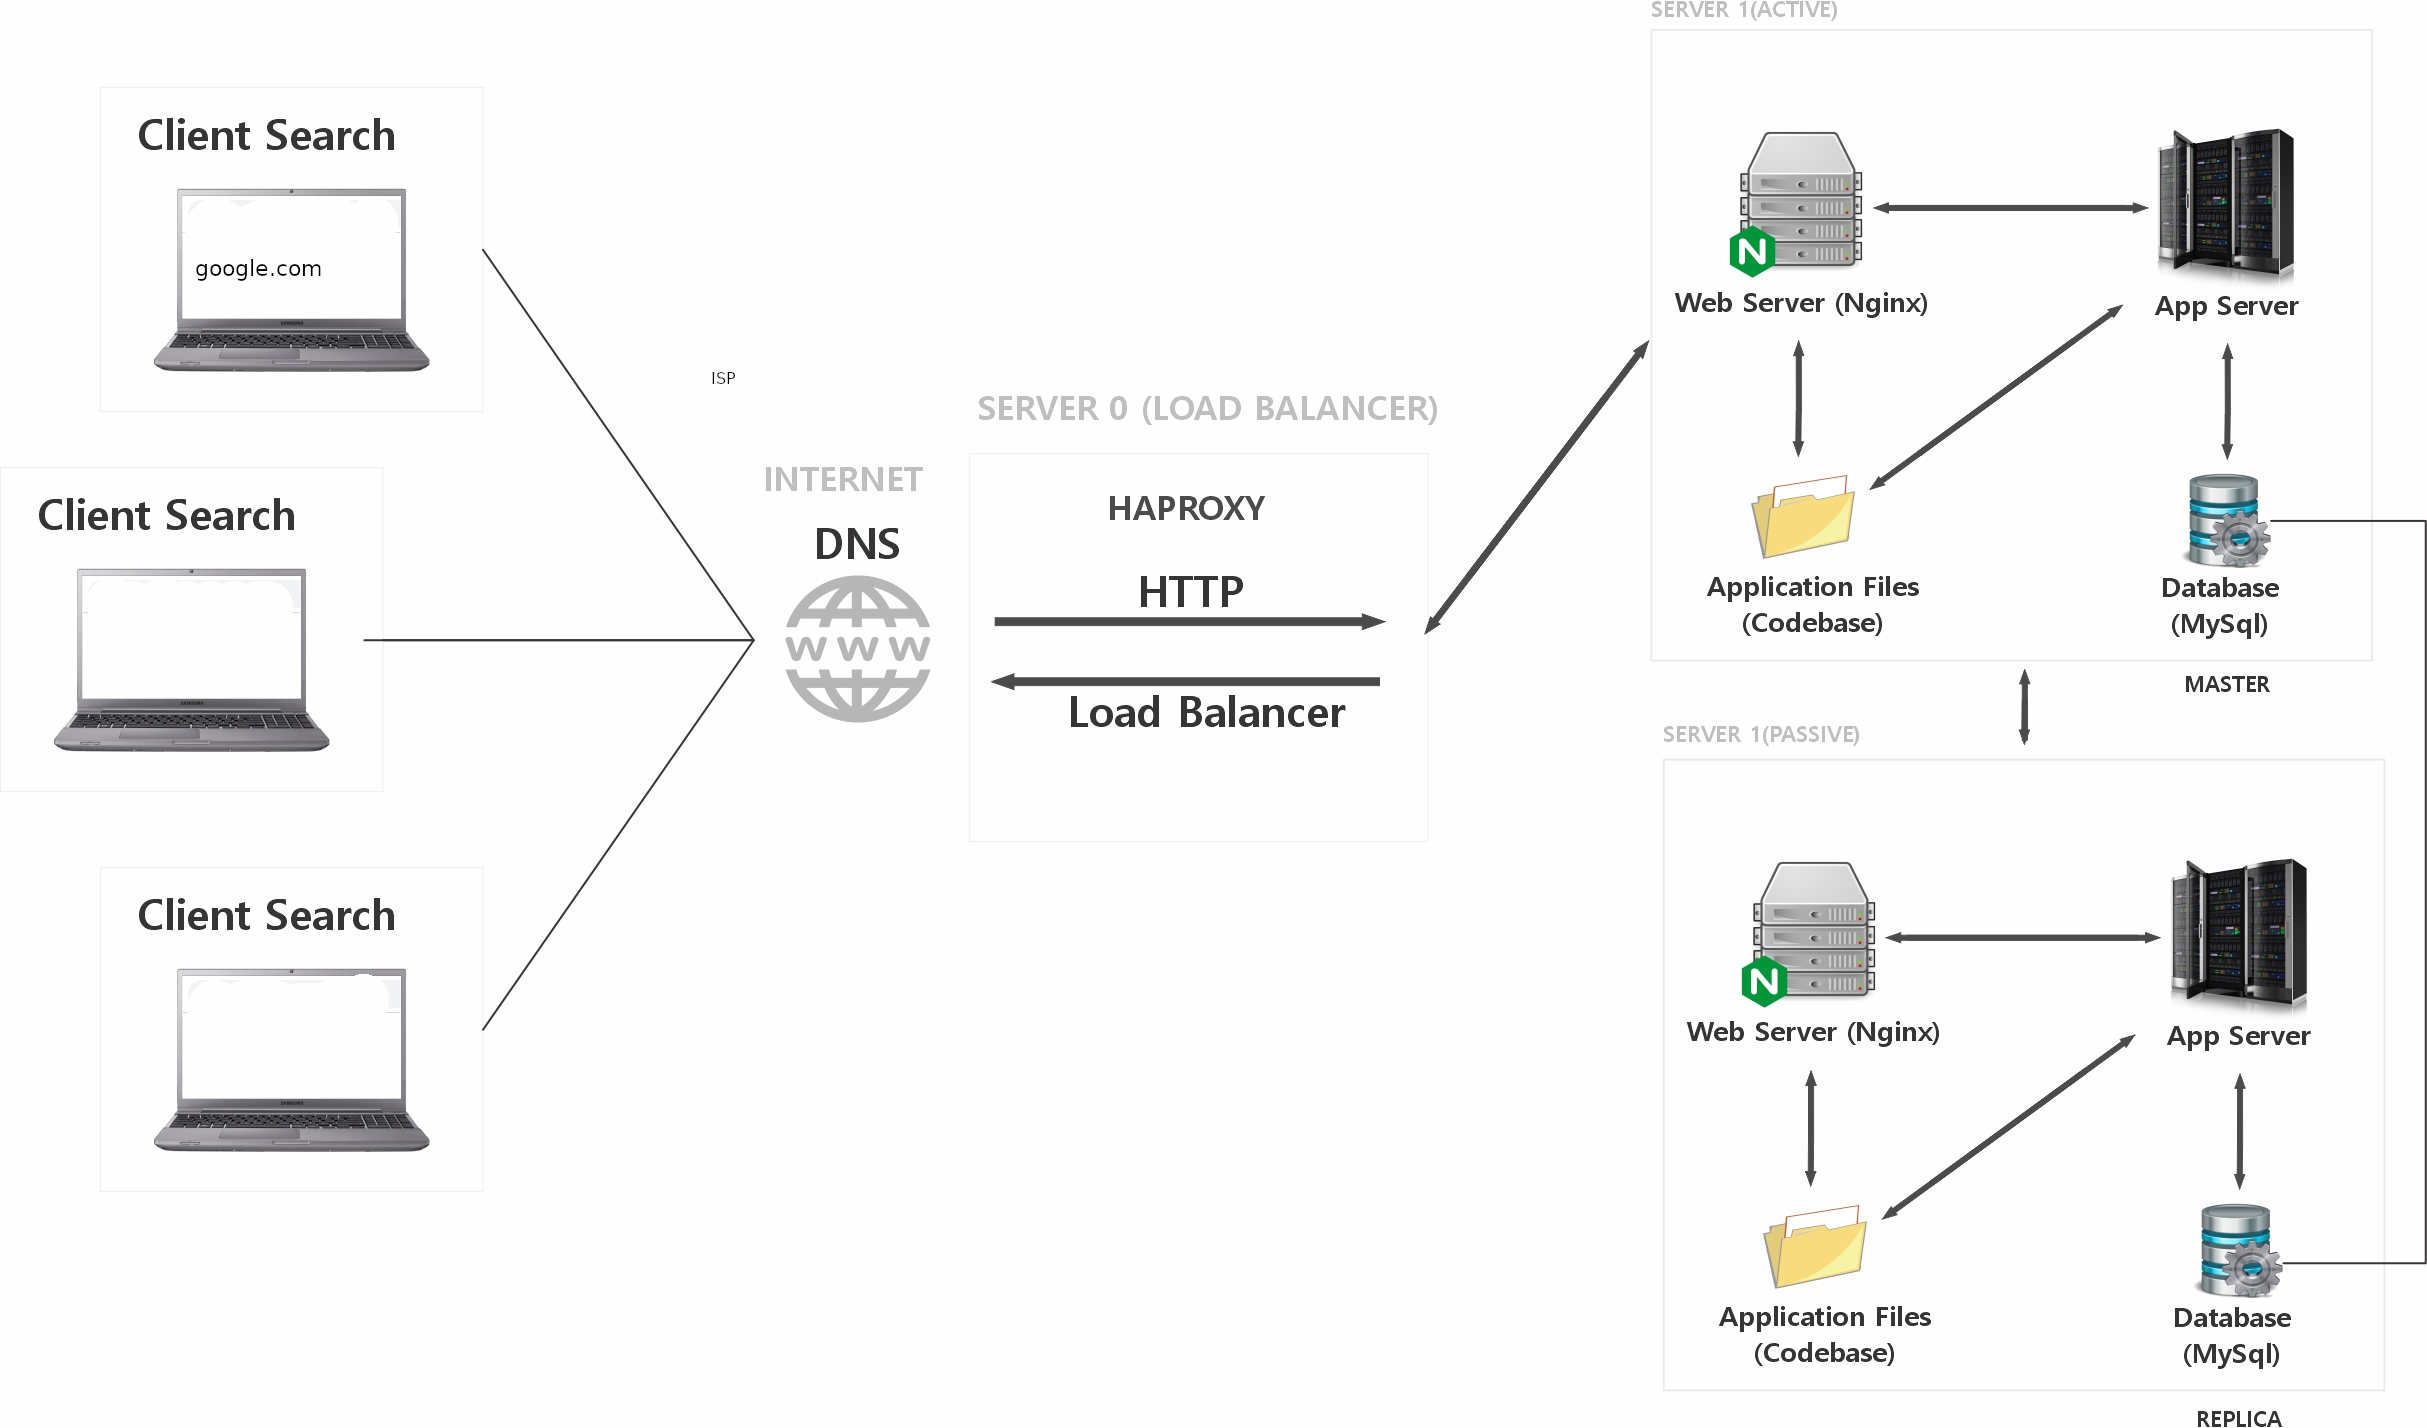 SERVER 1(ACTIVE)
Client Search
google.com
Client Search
Client Search
ISP
INTERNET
DNS
www
SERVER 0 (LOAD BALANCER)
HAPROXY
HTTP
Load Balancer
N
Web Server (Nginx)
App Server
Application Files
(Codebase)
Database
(MySql)
MASTER
SERVER 1(PASSIVE)
N
Web Server (Nginx)
App Server
Application Files
(Codebase)
Database
(MySql)
REPLICA